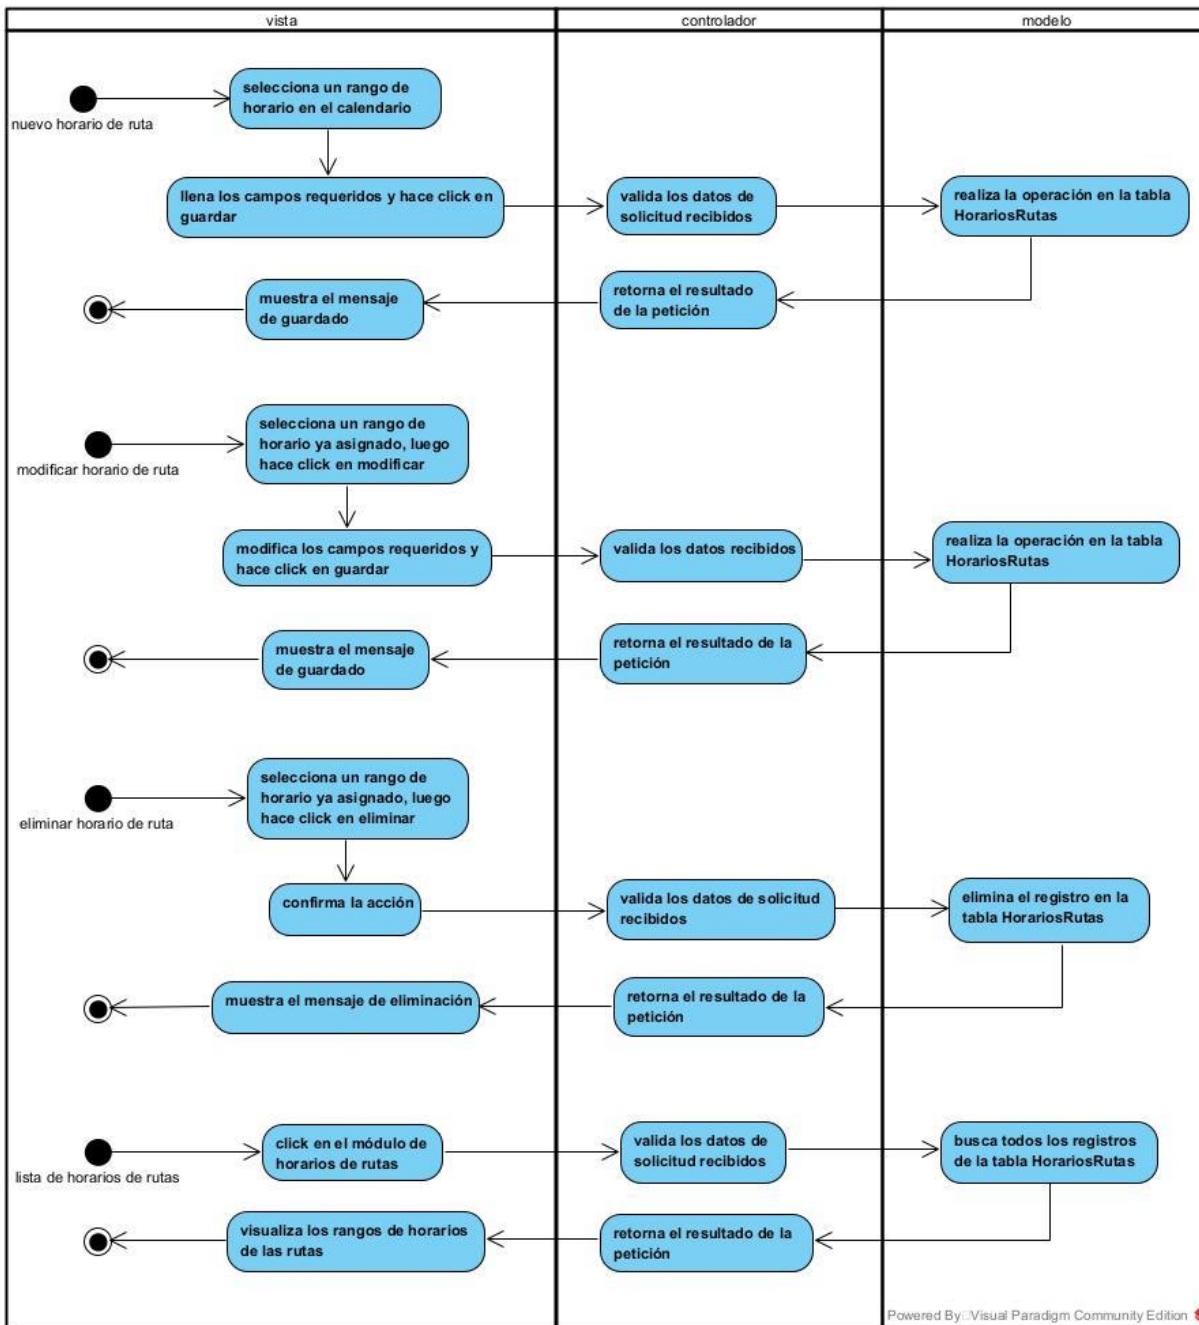 vista
controlador
modelo
selecciona un rango de
horario en el calendario
nuevo horario de ruta
llena los campos requeridos y hace click en
guardar
valida los datos de
solicitud recibidos
realiza la operación en la tabla
HorariosRutas
retorna el resultado
de la petición
muestra el mensaje
de guardado
selecciona un rango de
horario ya asignado, luego
hace click en modificar
modificar horario de ruta
modifica los campos requeridos y
hace click en guardar
valida los datos recibidos
realiza la operación en la tabla
HorariosRutas
retorna el resultado de la
petición
muestra el mensaje
de guardado
selecciona un rango de
horario ya asignado, luego
hace click en eliminar
eliminar horario de ruta
confirma la acción
valida los datos de solicitud
recibidos
elimina el registro en la
tabla HorariosRutas
retorna el resultado de la
petición
muestra el mensaje de eliminación
click en el módulo de
horarios de rutas
lista de horarios de rutas
valida los datos de
solicitud recibidos
busca todos los registros
de la tabla HorariosRutas
retorna el resultado de la
petición
visualiza los rangos de horarios
de las rutas
Powered By Visual Paradigm Community Edition